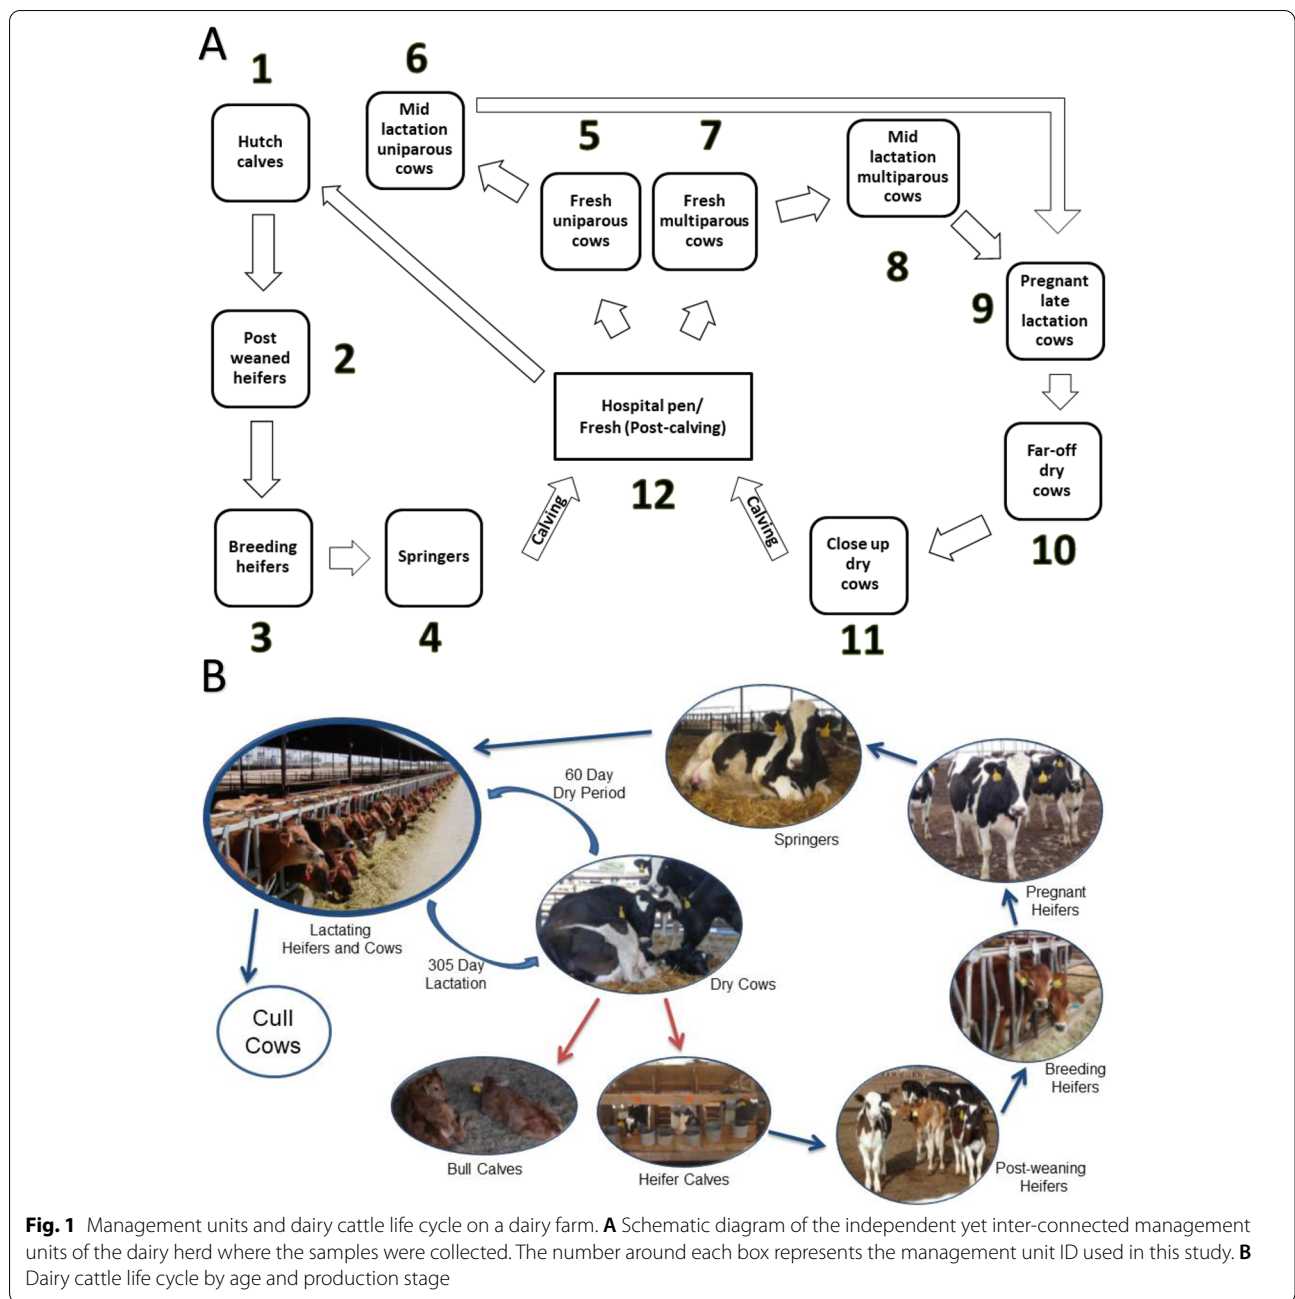 A
1
Hutch
calves
6
Mid
lactation
uniparous
cows
5
Fresh
uniparous
cows
7
Fresh
multiparous
cows
Mid
lactation
multiparous
cows
8
9
Pregnant
late
lactation
cows
Post
weaned
heifers
2
Hospital pen/
Fresh (Post-calving)
12
Far-off
dry
cows
10
Breeding
heifers
3
Springers
4
Calving
Calving
Close up
dry
cows
11
B
60 Day
Dry Period
Springers
Pregnant
Heifers
Lactating
Heifers and Cows
305 Day
Lactation
Dry Cows
Cull
Cows
Breeding
Heifers
Bull Calves
Heifer Calves
Post-weaning
Heifers
Fig. 1 Management units and dairy cattle life cycle on a dairy farm. A Schematic diagram of the independent yet inter-connected management
units of the dairy herd where the samples were collected. The number around each box represents the management unit ID used in this study. B
Dairy cattle life cycle by age and production stage